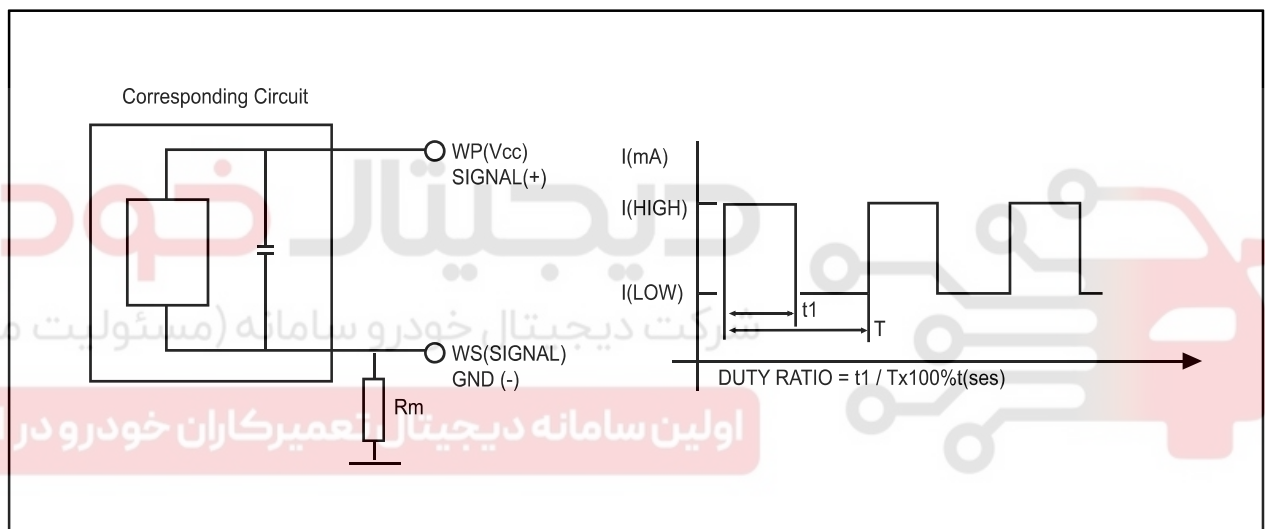 Corresponding Circuit
WP(Vcc)
SIGNAL(+)
WS(SIGNAL)
GND (-)
Rm
I(mA)
I(HIGH)
I(LOW)
t1
T
DUTY RATIO = t1 / Tx100%t(ses)
دیجیتال خودر
شرکت دیجیتال خودرو سامانه (مسئولیت م
اولین سامانه دیجیتال تعمیرکاران خودرو در ا